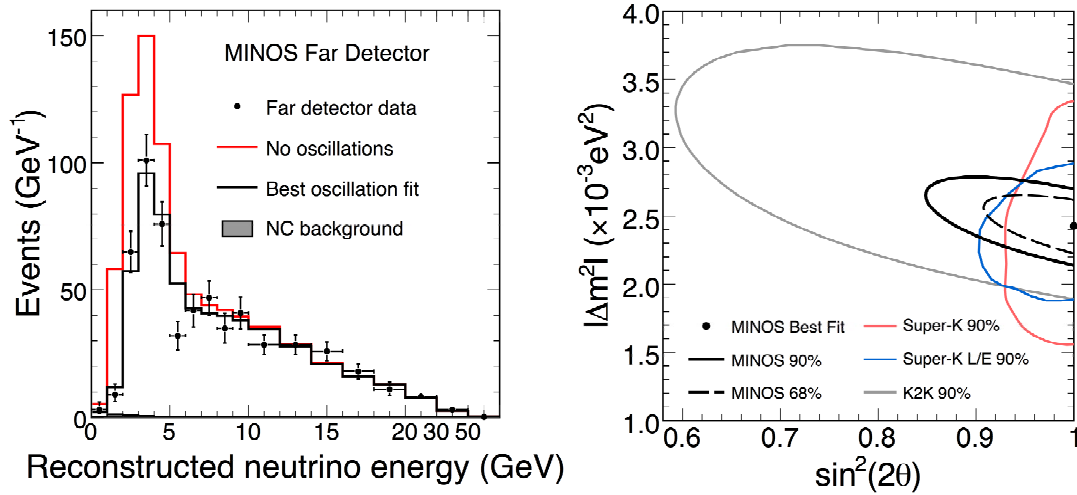 150
100
50
0
Events (GeV⁻¹)
MINOS Far Detector
Far detector data
No oscillations
Best oscillation fit
NC background
0 5 10 15 20 30 50
Reconstructed neutrino energy (GeV)
4.0
3.5
3.0
2.5
2.0
1.5
1.0
|Δm²| (×10⁻³eV²)
MINOS Best Fit
MINOS 90%
MINOS 68%
Super-K 90%
Super-K L/E 90%
K2K 90%
0.6 0.7 0.8 0.9 1
sin²(2θ)